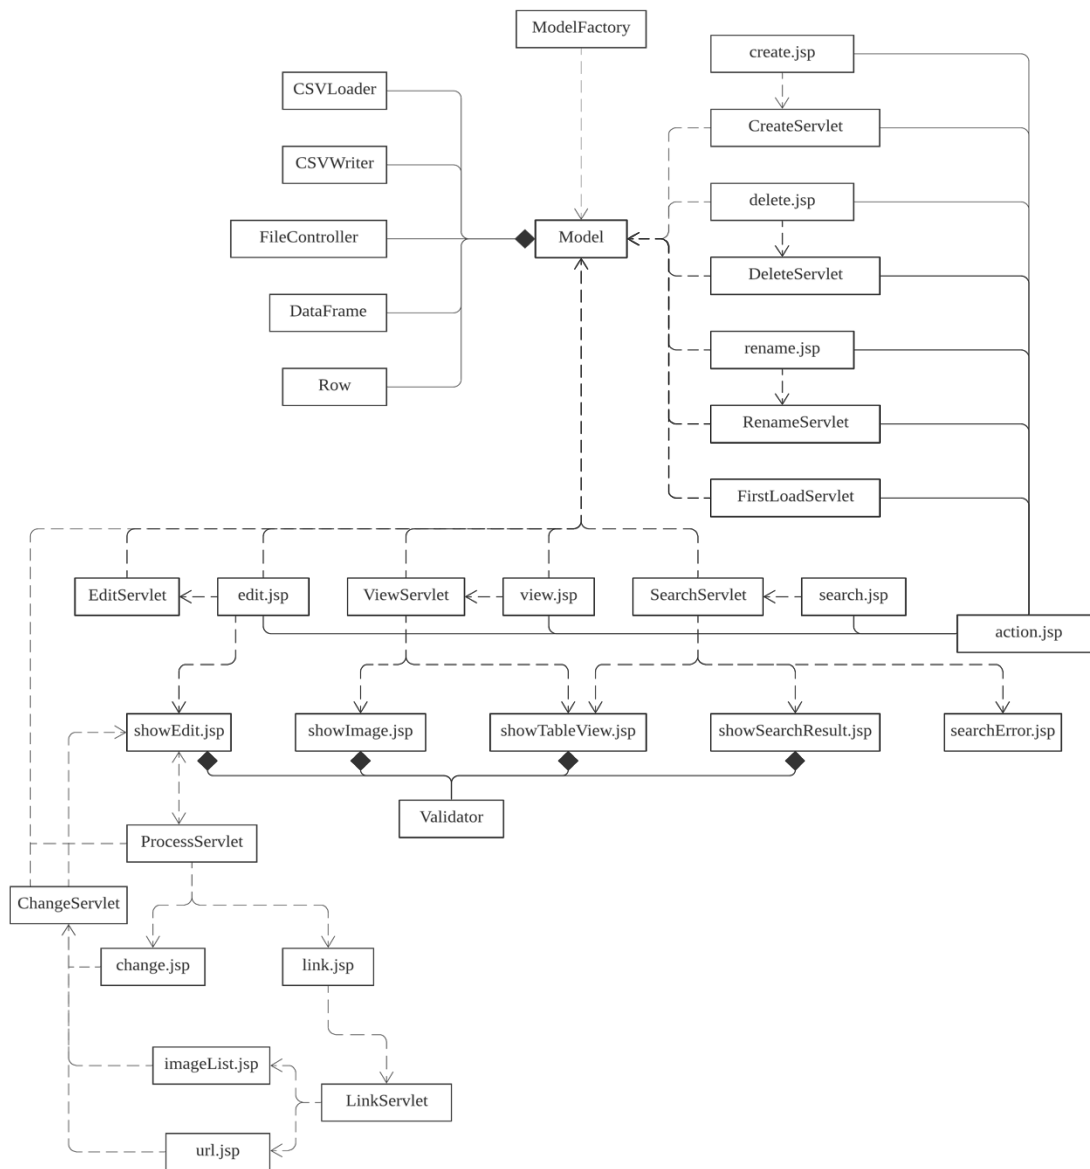 ModelFactory
create.jsp
CSVLoader
CreateServlet
CSVWriter
delete.jsp
FileController
Model
DeleteServlet
DataFrame
rename.jsp
Row
RenameServlet
FirstLoadServlet
EditServlet
edit.jsp
ViewServlet
view.jsp
SearchServlet
search.jsp
action.jsp
showEdit.jsp
showImage.jsp
showTableView.jsp
showSearchResult.jsp
searchError.jsp
Validator
ProcessServlet
ChangeServlet
change.jsp
link.jsp
imageList.jsp
LinkServlet
url.jsp